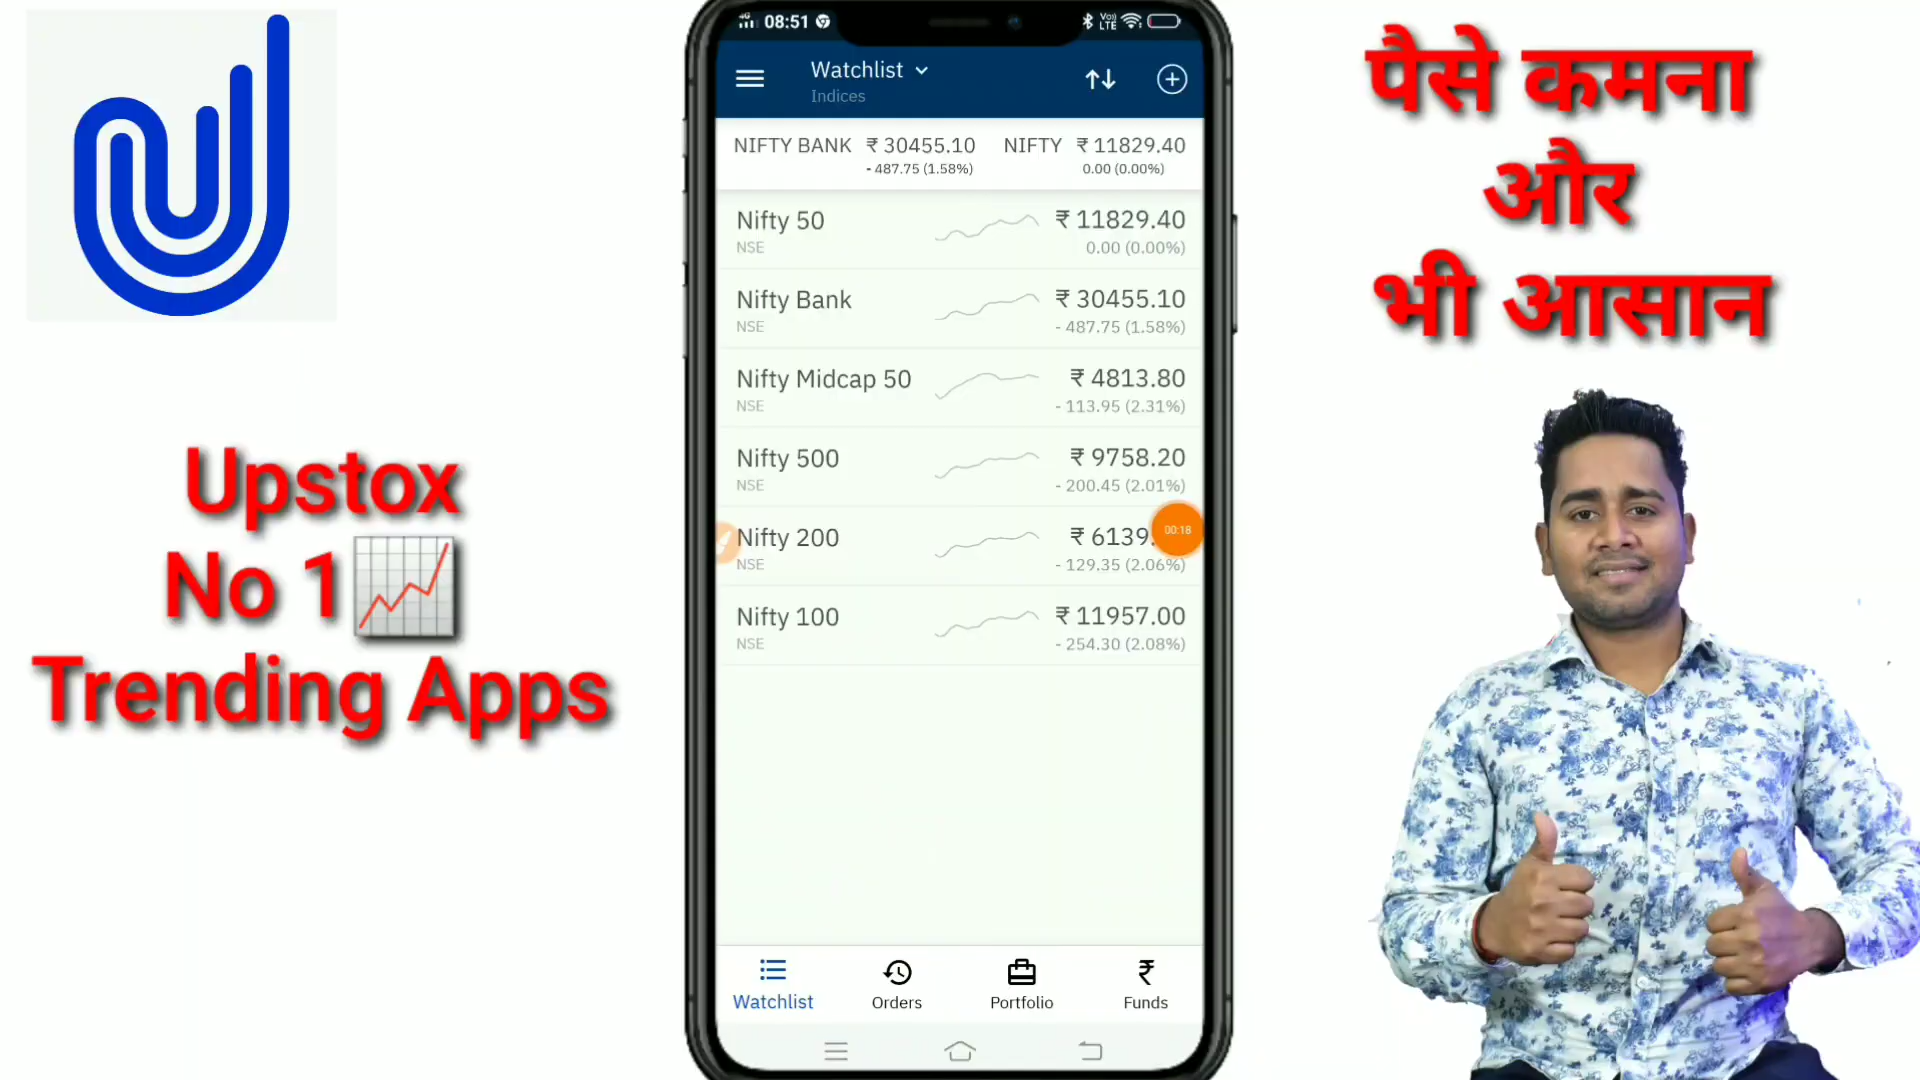 08:51
Vo)) LTE
Watchlist
Indices
NIFTY BANK ₹ 30455.10 NIFTY ₹ 11829.40
- 487.75 (1.58%) 0.00 (0.00%)
Nifty 50 ₹ 11829.40
NSE 0.00 (0.00%)
Nifty Bank ₹ 30455.10
NSE - 487.75 (1.58%)
Nifty Midcap 50 ₹ 4813.80
NSE - 113.95 (2.31%)
Nifty 500 ₹ 9758.20
NSE - 200.45 (2.01%)
Nifty 200 ₹ 6139.
00:18
NSE - 129.35 (2.06%)
Nifty 100 ₹ 11957.00
NSE - 254.30 (2.08%)
Watchlist Orders Portfolio Funds
Upstox
No 1
Trending Apps
पैसे कमना
और
भी आसान